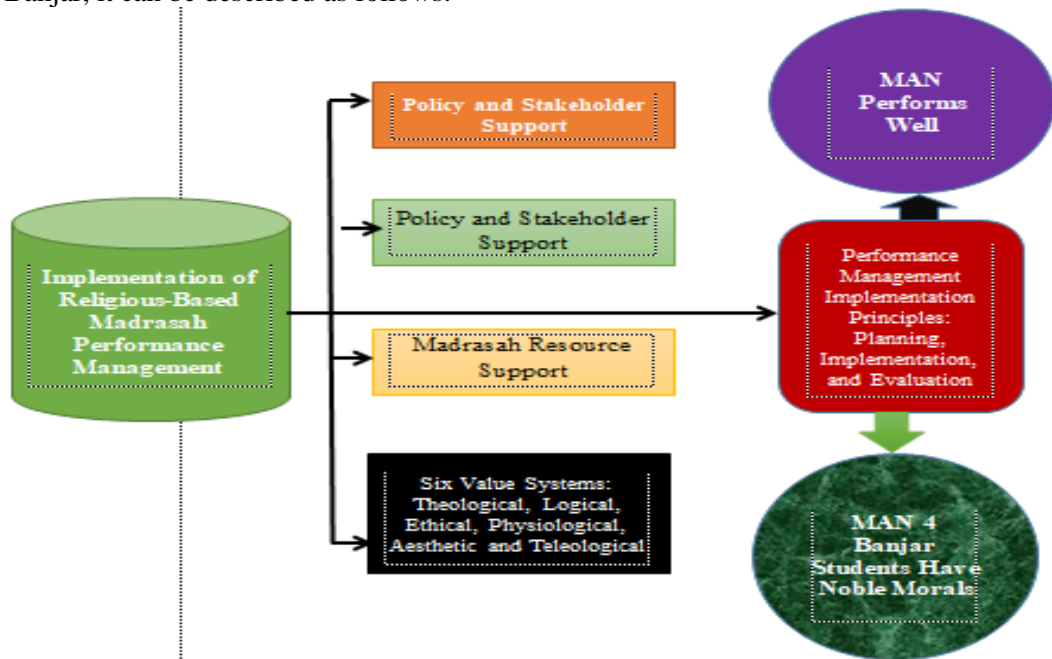 Banjar, it can be described as follows.
Policy and Stakeholder
Support
MAN
Performs
Well
Policy and Stakeholder
Support
Implementation of
Religious-Based
Madrasah
Performance
Management
Performance
Management
Implementation
Principles:
Planning,
Implementation,
and Evaluation
Madrasah Resource
Support
Six Value Systems:
Theological, Logical,
Ethical, Physiological,
Aesthetic and Teleological
MAN 4
Banjar
Students Have
Noble Morals